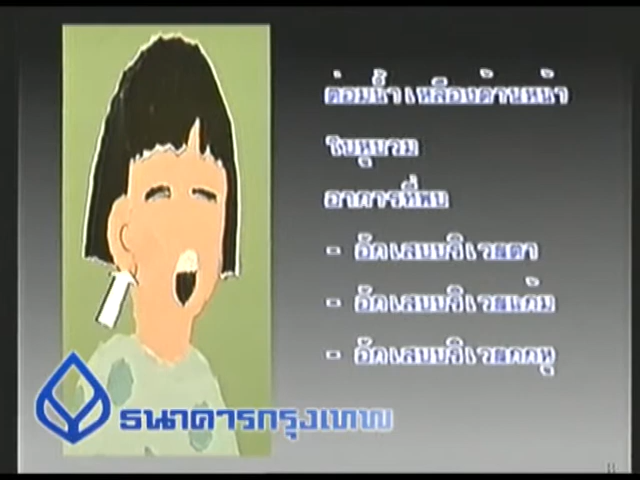 ต่อมน้ำเหลืองด้านหน้า
ใบหูบวม
อาการที่พบ
- อักเสบบริเวณตา
- อักเสบบริเวณแก้ม
- อักเสบบริเวณคอหู
ธนาคารกรุงเทพ